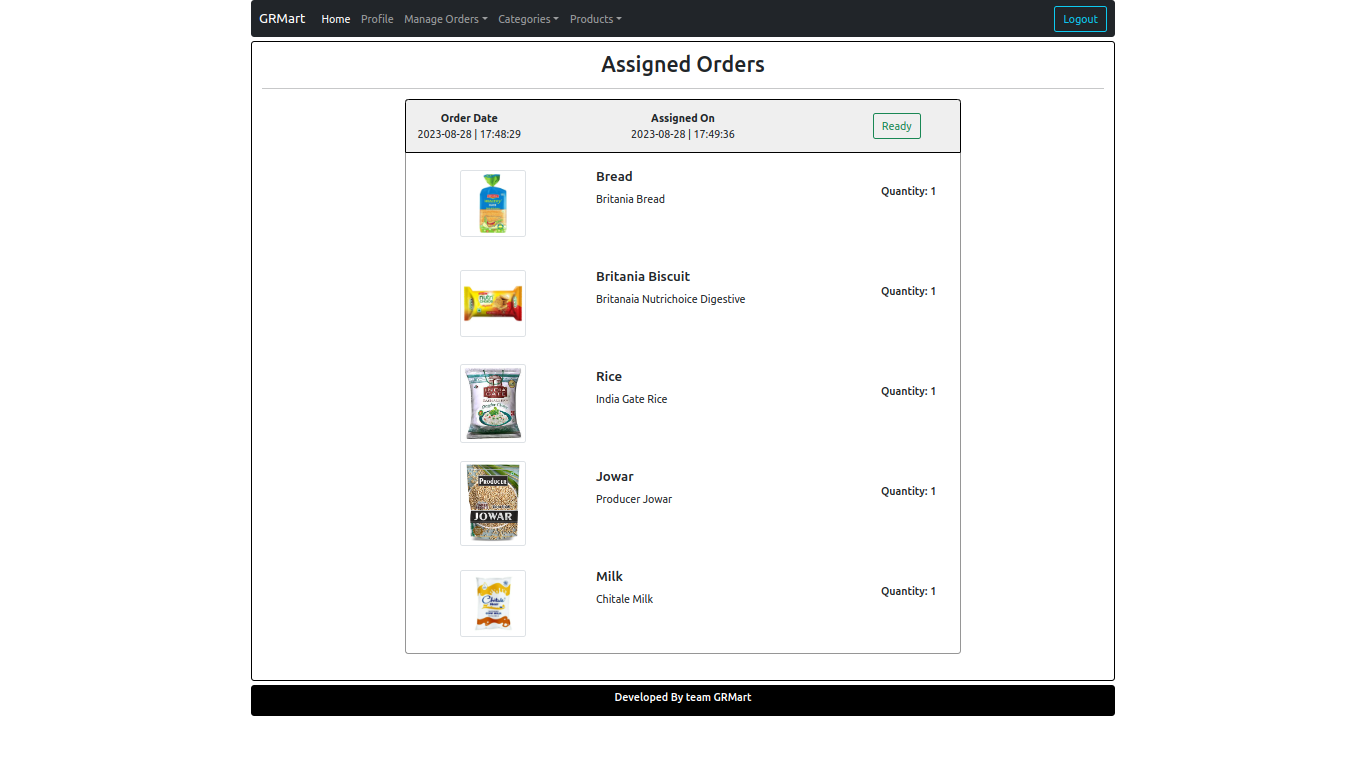 GRMart Home Profile Manage Orders Categories Products Logout
Assigned Orders
Order Date Assigned On
2023-08-28 | 17:48:29 2023-08-28 | 17:49:36 Ready
Bread
Britania Bread
Quantity: 1
Britania Biscuit
Britanaia Nutrichoice Digestive
Quantity: 1
INDIA
GATE
Rice
India Gate Rice
Quantity: 1
PRODUCER
JOWAR
Jowar
Producer Jowar
Quantity: 1
Chitale
Milk
Chitale Milk
Quantity: 1
Developed By team GRMart